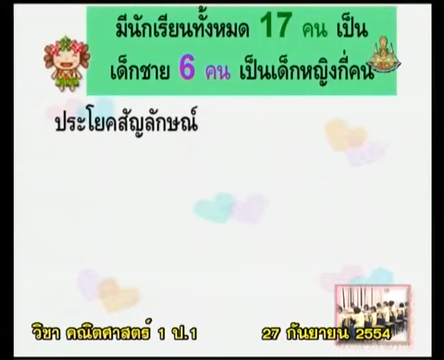 มีนักเรียนทั้งหมด 17 คน เป็น
เด็กชาย 6 คน เป็นเด็กหญิงกี่คน
ประโยคสัญลักษณ์
วิชา คณิตศาสตร์ 1 ป.1
27 กันยายน 2554